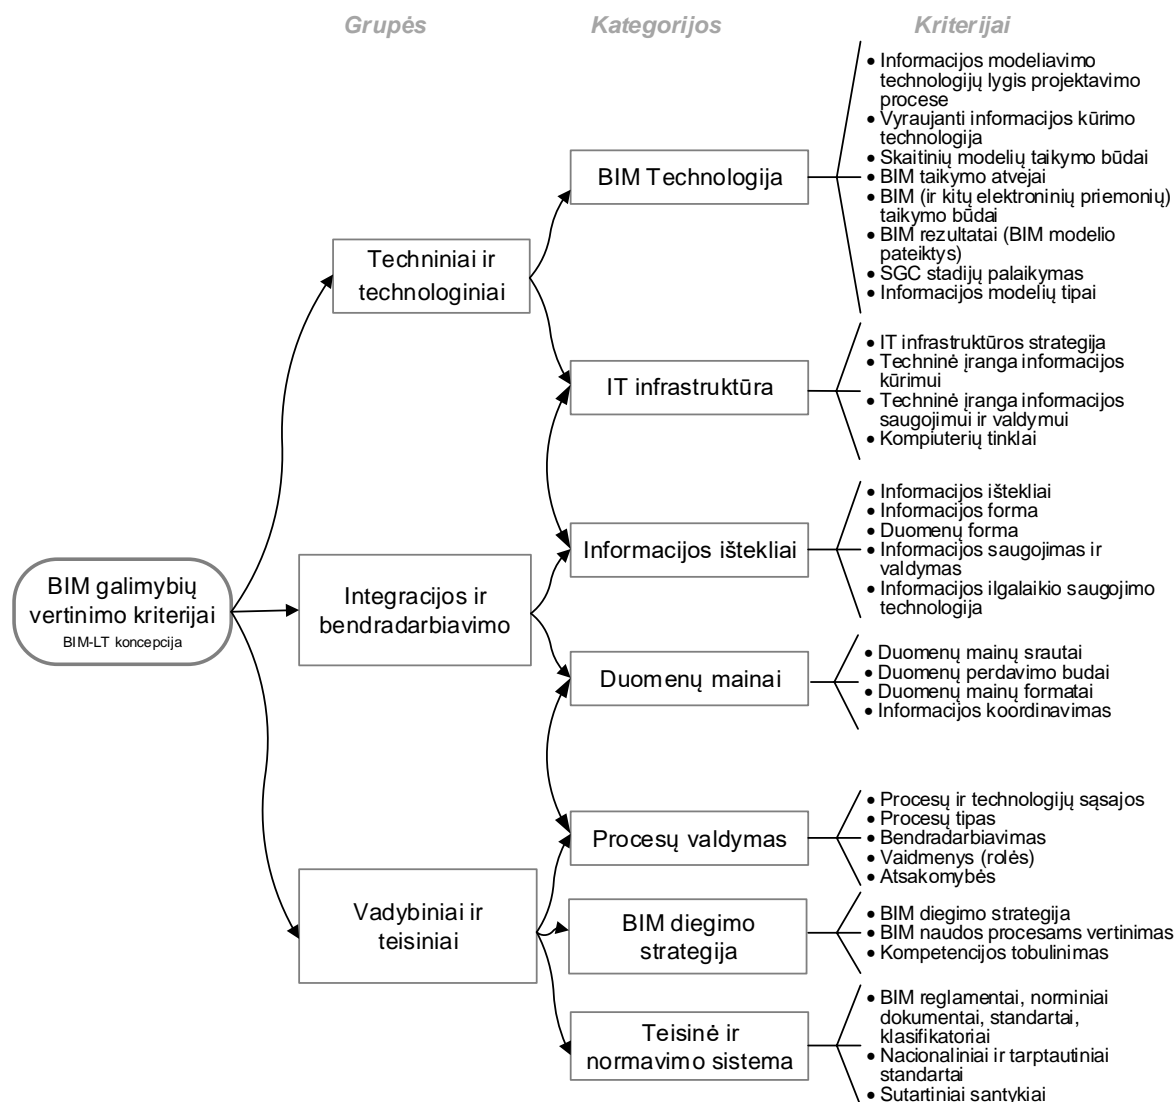 Grupės
Kategorijos
Kriterijai
BIM galimybių
vertinimo kriterijai
BIM-LT koncepcija
Techniniai ir
technologiniai
BIM Technologija
• Informacijos modeliavimo
technologijų lygis projektavimo
procese
• Vyraujanti informacijos kūrimo
technologija
• Skaitinių modelių taikymo būdai
• BIM taikymo atvejai
• BIM (ir kitų elektroninių priemonių)
taikymo būdai
• BIM rezultatai (BIM modelio
pateiktys)
• SGC stadijų palaikymas
• Informacijos modelių tipai
IT infrastruktūra
• IT infrastruktūros strategija
• Techninė įranga informacijos
kūrimui
• Techninė įranga informacijos
saugojimui ir valdymui
• Kompiuterių tinklai
Integracijos ir
bendradarbiavimo
Informacijos ištekliai
• Informacijos ištekliai
• Informacijos forma
• Duomenų forma
• Informacijos saugojimas ir
valdymas
• Informacijos ilgalaikio saugojimo
technologija
Duomenų mainai
• Duomenų mainų srautai
• Duomenų perdavimo budai
• Duomenų mainų formatai
• Informacijos koordinavimas
Vadybiniai ir
teisiniai
Procesų valdymas
• Procesų ir technologijų sąsajos
• Procesų tipas
• Bendradarbiavimas
• Vaidmenys (rolės)
• Atsakomybės
BIM diegimo
strategija
• BIM diegimo strategija
• BIM naudos procesams vertinimas
• Kompetencijos tobulinimas
Teisinė ir
normavimo sistema
• BIM reglamentai, norminiai
dokumentai, standartai,
klasifikatoriai
• Nacionaliniai ir tarptautiniai
standartai
• Sutartiniai santykiai